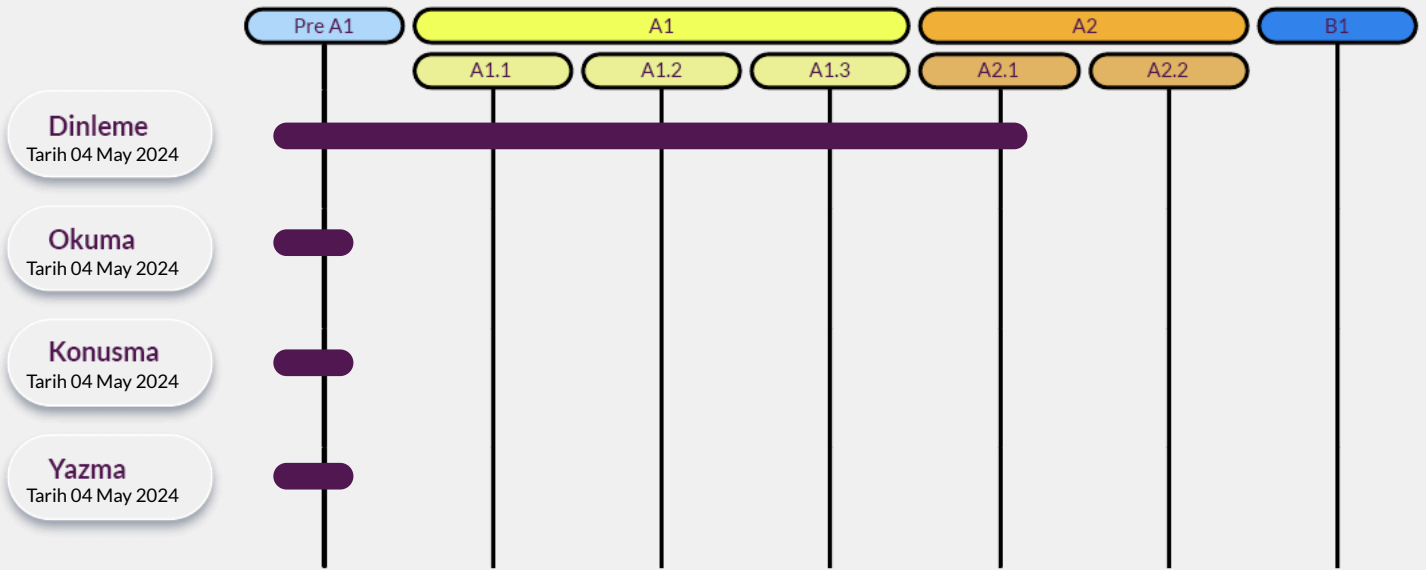 Pre A1
A1
A2
B1
A1.1
A1.2
A1.3
A2.1
A2.2
Dinleme
Tarih 04 May 2024
Okuma
Tarih 04 May 2024
Konusma
Tarih 04 May 2024
Yazma
Tarih 04 May 2024